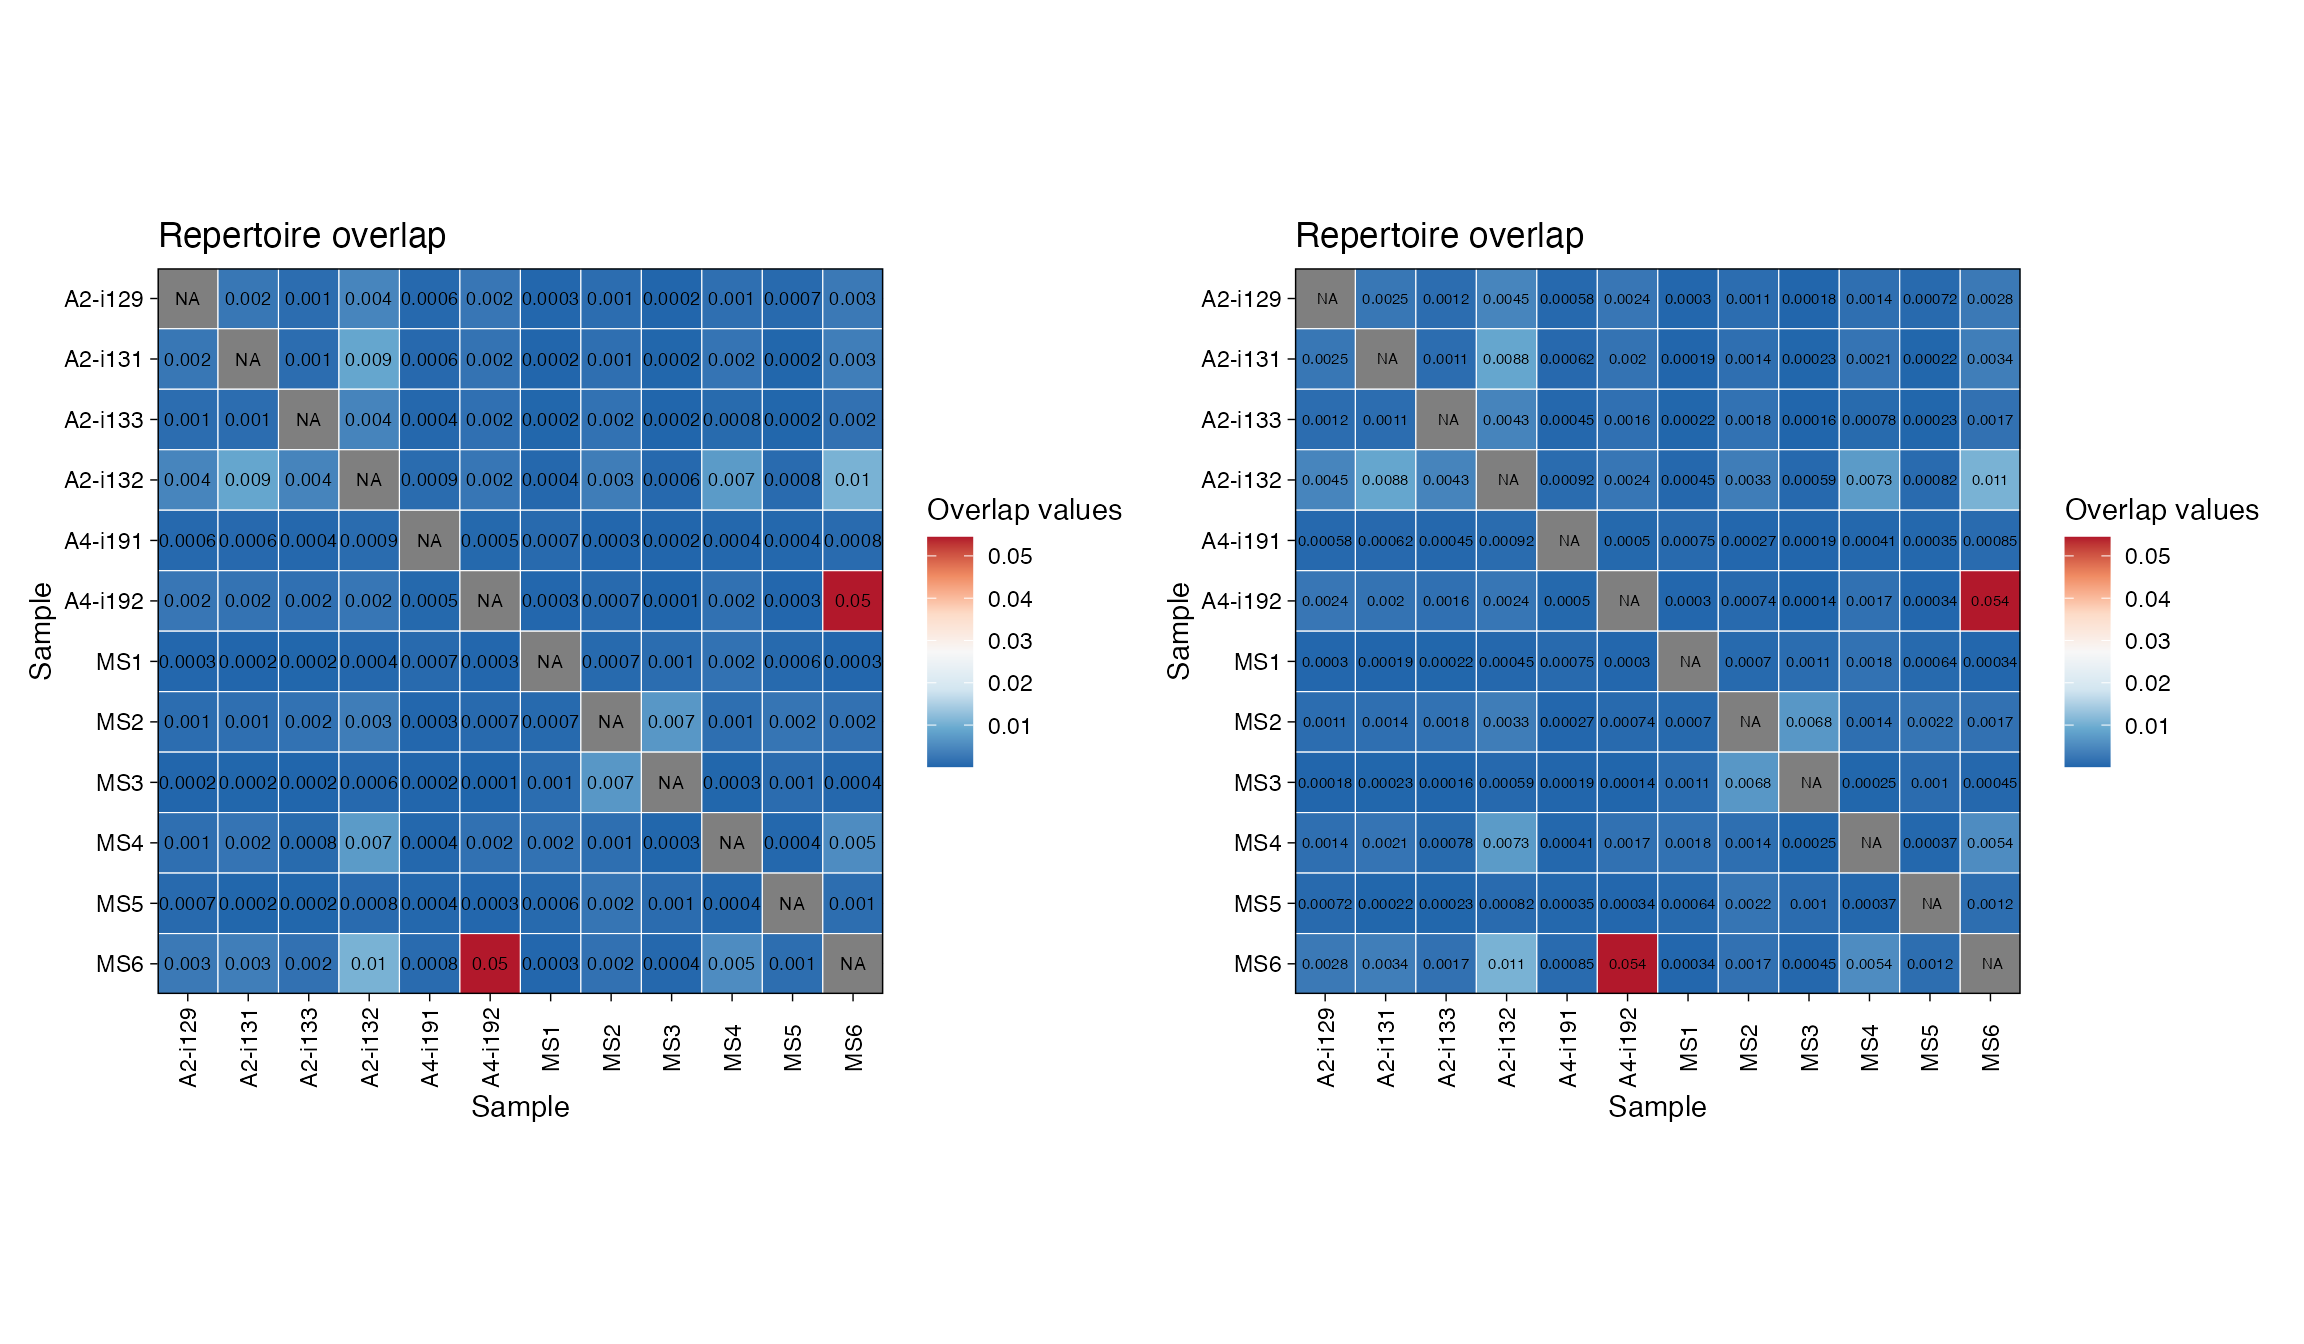 Repertoire overlap
A2-i129 NA 0.002 0.001 0.004 0.0006 0.002 0.0003 0.001 0.0002 0.001 0.0007 0.003
A2-i131 0.002 NA 0.001 0.009 0.0006 0.002 0.0002 0.001 0.0002 0.002 0.0002 0.003
A2-i133 0.001 0.001 NA 0.004 0.0004 0.002 0.0002 0.002 0.0002 0.0008 0.0002 0.002
A2-i132 0.004 0.009 0.004 NA 0.0009 0.002 0.0004 0.003 0.0006 0.007 0.0008 0.01
A4-i191 0.0006 0.0006 0.0004 0.0009 NA 0.0005 0.0007 0.0003 0.0002 0.0004 0.0004 0.0008
A4-i192 0.002 0.002 0.002 0.002 0.0005 NA 0.0003 0.0007 0.0001 0.002 0.0003 0.05
MS1 0.0003 0.0002 0.0002 0.0004 0.0007 0.0003 NA 0.0007 0.001 0.002 0.0006 0.0003
MS2 0.001 0.001 0.002 0.003 0.0003 0.0007 0.0007 NA 0.007 0.001 0.002 0.002
MS3 0.0002 0.0002 0.0002 0.0006 0.0002 0.0001 0.001 0.007 NA 0.0003 0.001 0.0004
MS4 0.001 0.002 0.0008 0.007 0.0004 0.002 0.002 0.001 0.0003 NA 0.0004 0.005
MS5 0.0007 0.0002 0.0002 0.0008 0.0004 0.0003 0.0006 0.002 0.001 0.0004 NA 0.001
MS6 0.003 0.003 0.002 0.01 0.0008 0.05 0.0003 0.002 0.0004 0.005 0.001 NA
A2-i129 A2-i131 A2-i133 A2-i132 A4-i191 A4-i192 MS1 MS2 MS3 MS4 MS5 MS6
Sample
Sample
Overlap values
0.05
0.04
0.03
0.02
0.01
Repertoire overlap
A2-i129 NA 0.0025 0.0012 0.0045 0.00058 0.0024 0.0003 0.0011 0.00018 0.0014 0.00072 0.0028
A2-i131 0.0025 NA 0.0011 0.0088 0.00062 0.002 0.00019 0.0014 0.00023 0.0021 0.00022 0.0034
A2-i133 0.0012 0.0011 NA 0.0043 0.00045 0.0016 0.00022 0.0018 0.00016 0.00078 0.00023 0.0017
A2-i132 0.0045 0.0088 0.0043 NA 0.00092 0.0024 0.00045 0.0033 0.00059 0.0073 0.00082 0.011
A4-i191 0.00058 0.00062 0.00045 0.00092 NA 0.0005 0.00075 0.00027 0.00019 0.00041 0.00035 0.00085
A4-i192 0.0024 0.002 0.0016 0.0024 0.0005 NA 0.0003 0.00074 0.00014 0.0017 0.00034 0.054
MS1 0.0003 0.00019 0.00022 0.00045 0.00075 0.0003 NA 0.0007 0.0011 0.0018 0.00064 0.00034
MS2 0.0011 0.0014 0.0018 0.0033 0.00027 0.00074 0.0007 NA 0.0068 0.0014 0.0022 0.0017
MS3 0.00018 0.00023 0.00016 0.00059 0.00019 0.00014 0.0011 0.0068 NA 0.00025 0.001 0.00045
MS4 0.0014 0.0021 0.00078 0.0073 0.00041 0.0017 0.0018 0.0014 0.00025 NA 0.00037 0.0054
MS5 0.00072 0.00022 0.00023 0.00082 0.00035 0.00034 0.00064 0.0022 0.001 0.00037 NA 0.0012
MS6 0.0028 0.0034 0.0017 0.011 0.00085 0.054 0.00034 0.0017 0.00045 0.0054 0.0012 NA
A2-i129 A2-i131 A2-i133 A2-i132 A4-i191 A4-i192 MS1 MS2 MS3 MS4 MS5 MS6
Sample
Sample
Overlap values
0.05
0.04
0.03
0.02
0.01